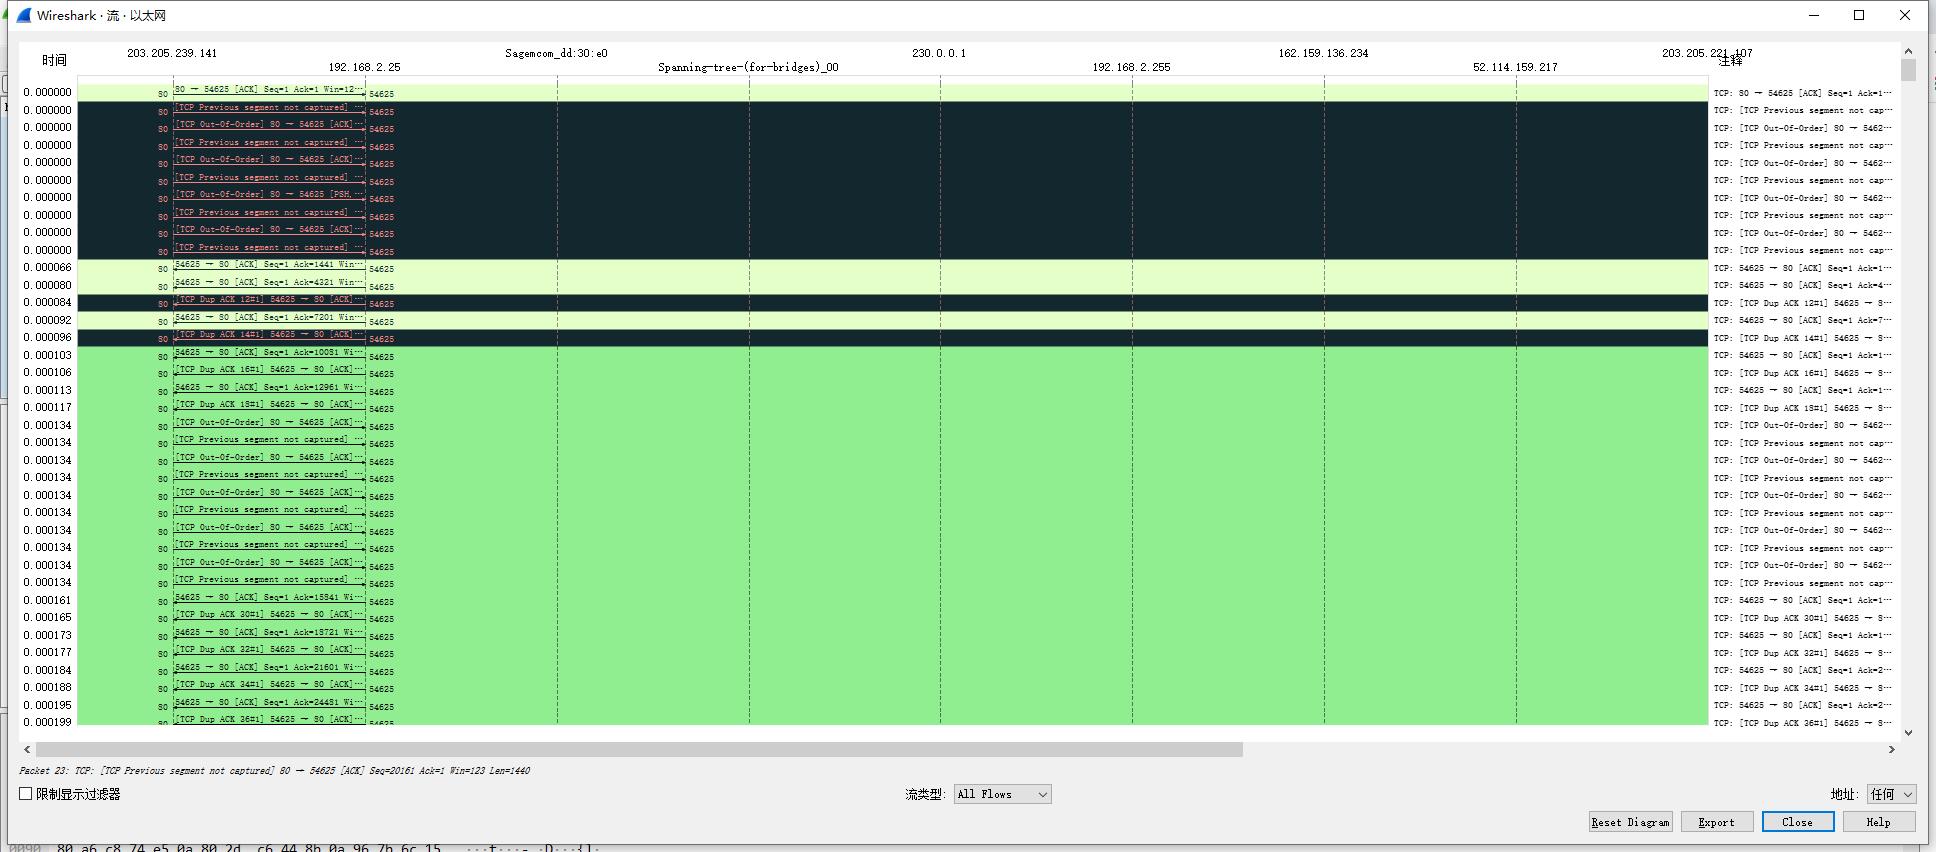 Wireshark · 流 · 以太网
时间 203.205.239.141 Sagemcom_dd:30:e0 230.0.0.1 162.159.136.234 203.205.221.107 注释
192.168.2.25 Spanning-tree-(for-bridges)_00 192.168.2.255 52.114.159.217
0.000000 80 80 → 54625 [ACK] Seq=1 Ack=1 Win=12… 54625 TCP: 80 → 54625 [ACK] Seq=1 Ack=1…
0.000000 80 [TCP Previous segment not captured] … 54625 TCP: [TCP Previous segment not cap…
0.000000 80 [TCP Out-Of-Order] 80 → 54625 [ACK]… 54625 TCP: [TCP Out-Of-Order] 80 → 5462…
0.000000 80 [TCP Previous segment not captured] … 54625 TCP: [TCP Previous segment not cap…
0.000000 80 [TCP Out-Of-Order] 80 → 54625 [ACK]… 54625 TCP: [TCP Out-Of-Order] 80 → 5462…
0.000000 80 [TCP Previous segment not captured] … 54625 TCP: [TCP Previous segment not cap…
0.000000 80 [TCP Out-Of-Order] 80 → 54625 [PSH,… 54625 TCP: [TCP Out-Of-Order] 80 → 5462…
0.000000 80 [TCP Previous segment not captured] … 54625 TCP: [TCP Previous segment not cap…
0.000000 80 [TCP Out-Of-Order] 80 → 54625 [ACK]… 54625 TCP: [TCP Out-Of-Order] 80 → 5462…
0.000000 80 [TCP Previous segment not captured] … 54625 TCP: [TCP Previous segment not cap…
0.000066 80 54625 → 80 [ACK] Seq=1 Ack=1441 Win… 54625 TCP: 54625 → 80 [ACK] Seq=1 Ack=1…
0.000080 80 54625 → 80 [ACK] Seq=1 Ack=4321 Win… 54625 TCP: 54625 → 80 [ACK] Seq=1 Ack=4…
0.000084 80 [TCP Dup ACK 12#1] 54625 → 80 [ACK]… 54625 TCP: [TCP Dup ACK 12#1] 54625 → 8…
0.000092 80 54625 → 80 [ACK] Seq=1 Ack=7201 Win… 54625 TCP: 54625 → 80 [ACK] Seq=1 Ack=7…
0.000096 80 [TCP Dup ACK 14#1] 54625 → 80 [ACK]… 54625 TCP: [TCP Dup ACK 14#1] 54625 → 8…
0.000103 80 54625 → 80 [ACK] Seq=1 Ack=10081 Wi… 54625 TCP: 54625 → 80 [ACK] Seq=1 Ack=1…
0.000106 80 [TCP Dup ACK 16#1] 54625 → 80 [ACK]… 54625 TCP: [TCP Dup ACK 16#1] 54625 → 8…
0.000113 80 54625 → 80 [ACK] Seq=1 Ack=12961 Wi… 54625 TCP: 54625 → 80 [ACK] Seq=1 Ack=1…
0.000117 80 [TCP Dup ACK 18#1] 54625 → 80 [ACK]… 54625 TCP: [TCP Dup ACK 18#1] 54625 → 8…
0.000134 80 [TCP Out-Of-Order] 80 → 54625 [ACK]… 54625 TCP: [TCP Out-Of-Order] 80 → 5462…
0.000134 80 [TCP Previous segment not captured] … 54625 TCP: [TCP Previous segment not cap…
0.000134 80 [TCP Out-Of-Order] 80 → 54625 [ACK]… 54625 TCP: [TCP Out-Of-Order] 80 → 5462…
0.000134 80 [TCP Previous segment not captured] … 54625 TCP: [TCP Previous segment not cap…
0.000134 80 [TCP Out-Of-Order] 80 → 54625 [ACK]… 54625 TCP: [TCP Out-Of-Order] 80 → 5462…
0.000134 80 [TCP Previous segment not captured] … 54625 TCP: [TCP Previous segment not cap…
0.000134 80 [TCP Out-Of-Order] 80 → 54625 [ACK]… 54625 TCP: [TCP Out-Of-Order] 80 → 5462…
0.000134 80 [TCP Previous segment not captured] … 54625 TCP: [TCP Previous segment not cap…
0.000134 80 [TCP Out-Of-Order] 80 → 54625 [ACK]… 54625 TCP: [TCP Out-Of-Order] 80 → 5462…
0.000134 80 [TCP Previous segment not captured] … 54625 TCP: [TCP Previous segment not cap…
0.000161 80 54625 → 80 [ACK] Seq=1 Ack=15841 Wi… 54625 TCP: 54625 → 80 [ACK] Seq=1 Ack=1…
0.000165 80 [TCP Dup ACK 30#1] 54625 → 80 [ACK]… 54625 TCP: [TCP Dup ACK 30#1] 54625 → 8…
0.000173 80 54625 → 80 [ACK] Seq=1 Ack=18721 Wi… 54625 TCP: 54625 → 80 [ACK] Seq=1 Ack=1…
0.000177 80 [TCP Dup ACK 32#1] 54625 → 80 [ACK]… 54625 TCP: [TCP Dup ACK 32#1] 54625 → 8…
0.000184 80 54625 → 80 [ACK] Seq=1 Ack=21601 Wi… 54625 TCP: 54625 → 80 [ACK] Seq=1 Ack=2…
0.000188 80 [TCP Dup ACK 34#1] 54625 → 80 [ACK]… 54625 TCP: [TCP Dup ACK 34#1] 54625 → 8…
0.000195 80 54625 → 80 [ACK] Seq=1 Ack=24481 Wi… 54625 TCP: 54625 → 80 [ACK] Seq=1 Ack=2…
0.000199 80 [TCP Dup ACK 36#1] 54625 → 80 [ACK]… 54625 TCP: [TCP Dup ACK 36#1] 54625 → 8…
Packet 23: TCP: [TCP Previous segment not captured] 80 → 54625 [ACK] Seq=20161 Ack=1 Win=123 Len=1440
限制显示过滤器 流类型: All Flows 地址: 任何
Reset Diagram Export Close Help